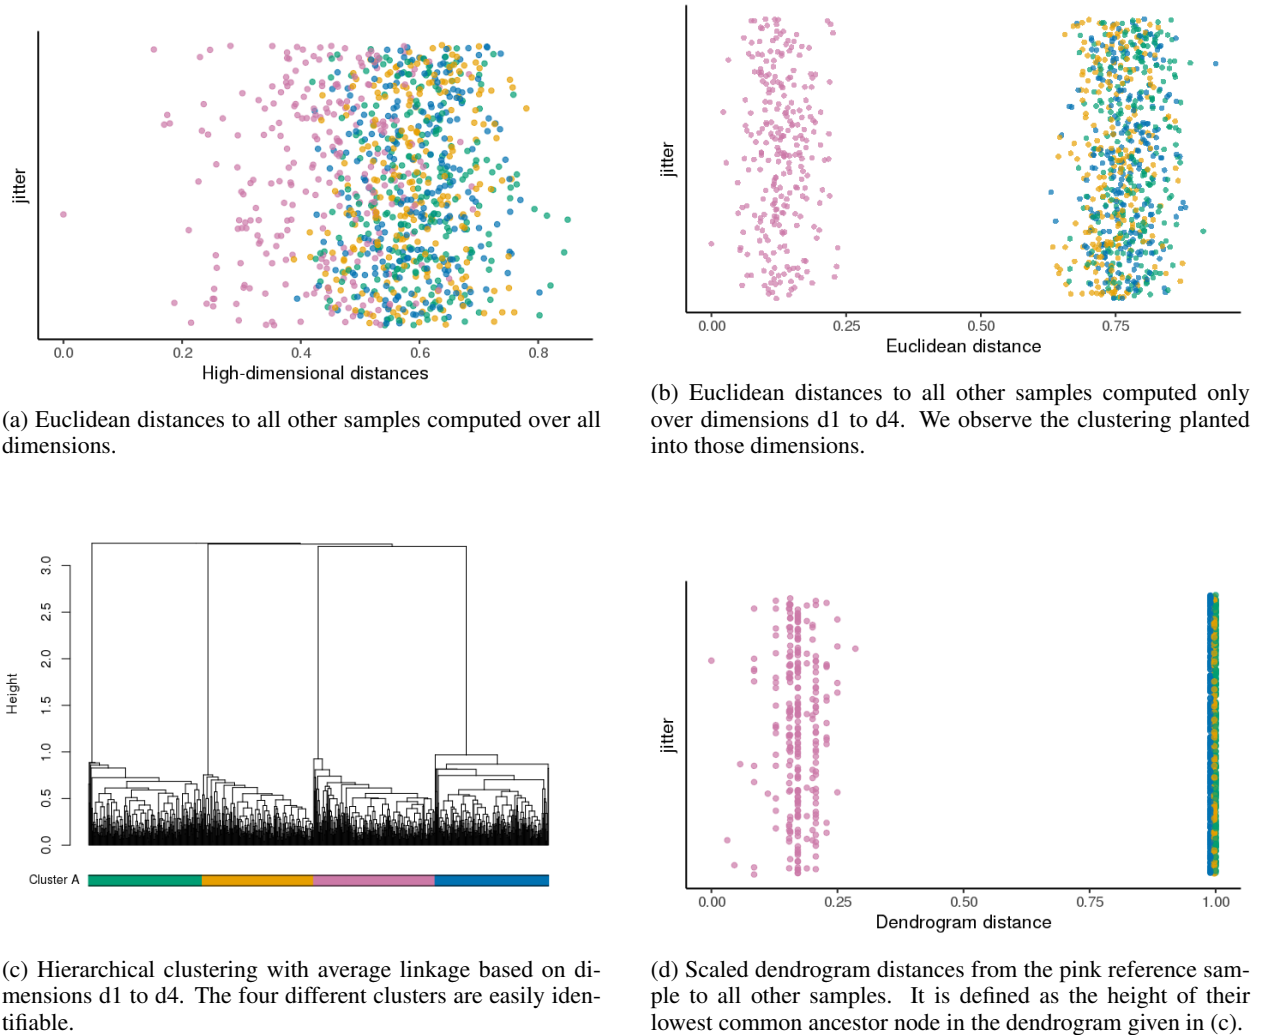 jitter
0.0 0.2 0.4 0.6 0.8
High-dimensional distances
(a) Euclidean distances to all other samples computed over all
dimensions.
jitter
0.00 0.25 0.50 0.75
Euclidean distance
(b) Euclidean distances to all other samples computed only
over dimensions d1 to d4. We observe the clustering planted
into those dimensions.
Height
3.0
2.5
2.0
1.5
1.0
0.5
0.0
Cluster A
(c) Hierarchical clustering with average linkage based on di-
mensions d1 to d4. The four different clusters are easily iden-
tifiable.
jitter
0.00 0.25 0.50 0.75 1.00
Dendrogram distance
(d) Scaled dendrogram distances from the pink reference sam-
ple to all other samples. It is defined as the height of their
lowest common ancestor node in the dendrogram given in (c).